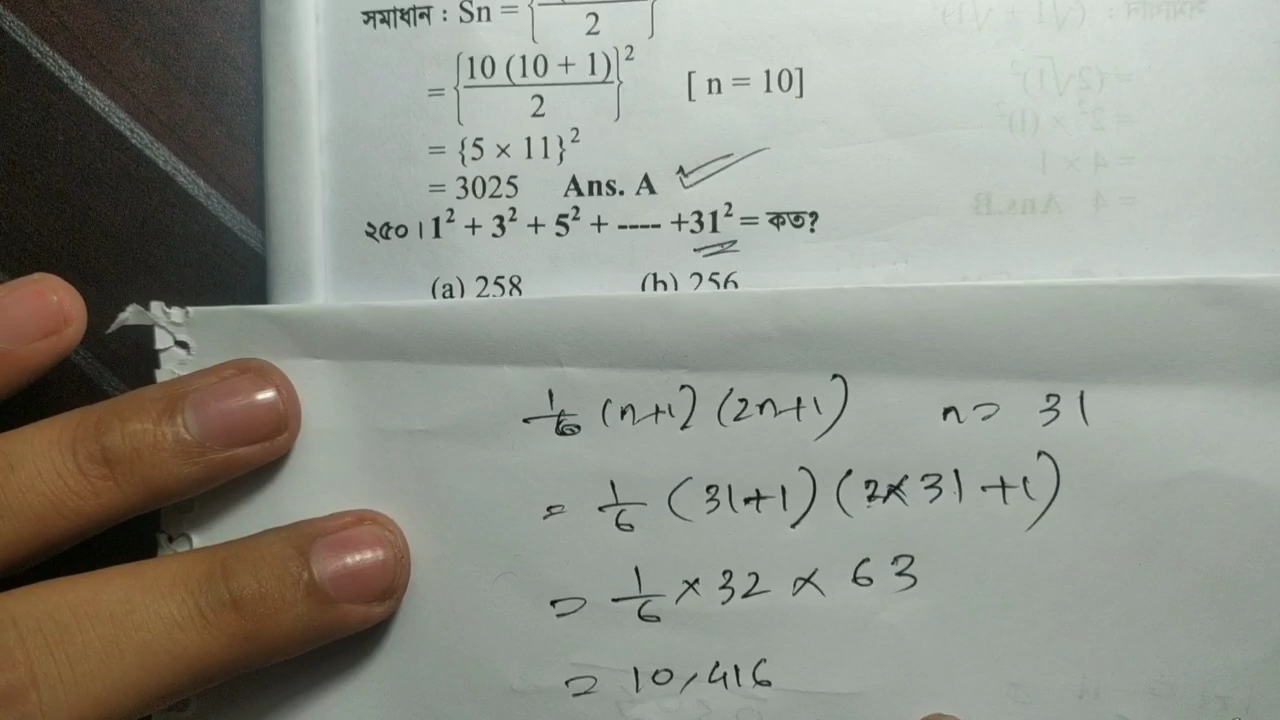 সমাধান : Sn = { 2 }
= {10 (10 + 1) / 2}² [ n = 10]
= {5 × 11}²
= 3025 Ans. A
২৫০। 1² + 3² + 5² + ---- +31² = কত?
(a) 258 (b) 256
1/6 (n+1) (2n+1) n = 31
= 1/6 (31+1) (2×31+1)
= 1/6 × 32 × 63
= 10,416